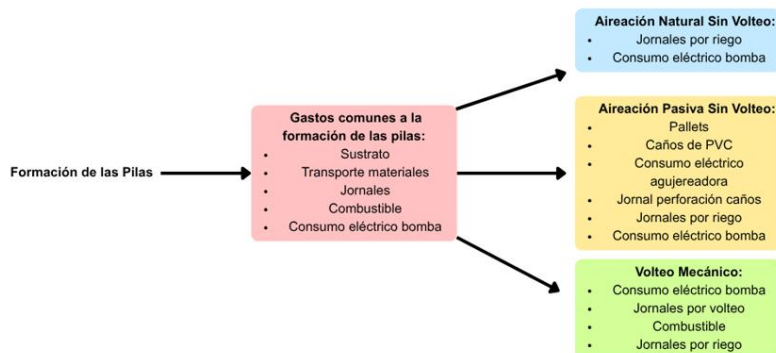 Formación de las Pilas
Gastos comunes a la
formación de las pilas:
• Sustrato
• Transporte materiales
• Jornales
• Combustible
• Consumo eléctrico bomba
Aireación Natural Sin Volteo:
• Jornales por riego
• Consumo eléctrico bomba
Aireación Pasiva Sin Volteo:
• Pallets
• Caños de PVC
• Consumo eléctrico
agujereadora
• Jornal perforación caños
• Jornales por riego
• Consumo eléctrico bomba
Volteo Mecánico:
• Consumo eléctrico bomba
• Jornales por volteo
• Combustible
• Jornales por riego